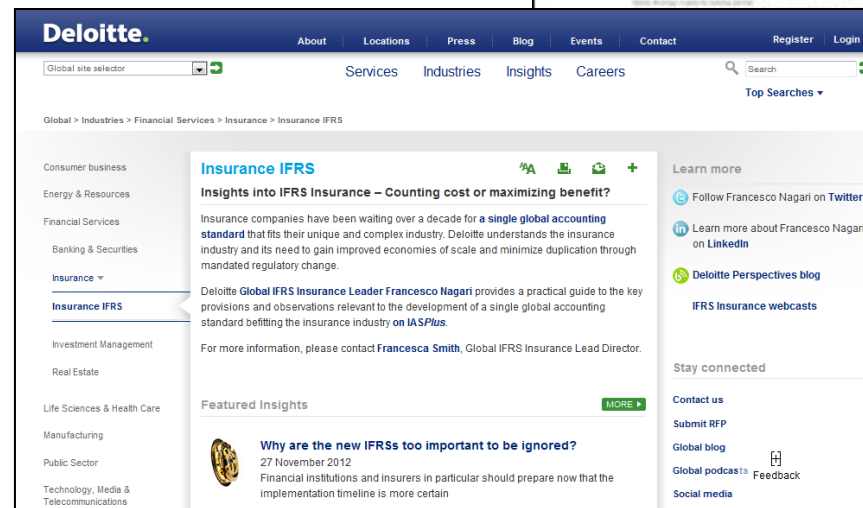 Deloitte.
About
Locations
Press
Blog
Events
Contact
Register
Login
Global site selector
Services
Industries
Insights
Careers
Search
Top Searches
Global > Industries > Financial Services > Insurance > Insurance IFRS
Consumer business
Energy & Resources
Financial Services
Banking & Securities
Insurance
Insurance IFRS
Investment Management
Real Estate
Life Sciences & Health Care
Manufacturing
Public Sector
Technology, Media &
Telecommunications
Insurance IFRS
AAA
Insights into IFRS Insurance – Counting cost or maximizing benefit?
Insurance companies have been waiting over a decade for a single global accounting
standard that fits their unique and complex industry. Deloitte understands the insurance
industry and its need to gain improved economies of scale and minimize duplication through
mandated regulatory change.
Deloitte Global IFRS Insurance Leader Francesco Nagari provides a practical guide to the key
provisions and observations relevant to the development of a single global accounting
standard befitting the insurance industry on IASPlus.
For more information, please contact Francesca Smith, Global IFRS Insurance Lead Director.
Featured Insights
MORE
Why are the new IFRSs too important to be ignored?
27 November 2012
Financial institutions and insurers in particular should prepare now that the
implementation timeline is more certain
Learn more
Follow Francesco Nagari on Twitter
Learn more about Francesco Nagari
on LinkedIn
Deloitte Perspectives blog
IFRS Insurance webcasts
Stay connected
Contact us
Submit RFP
Global blog
Global podcasts
Social media
[+]
Feedback